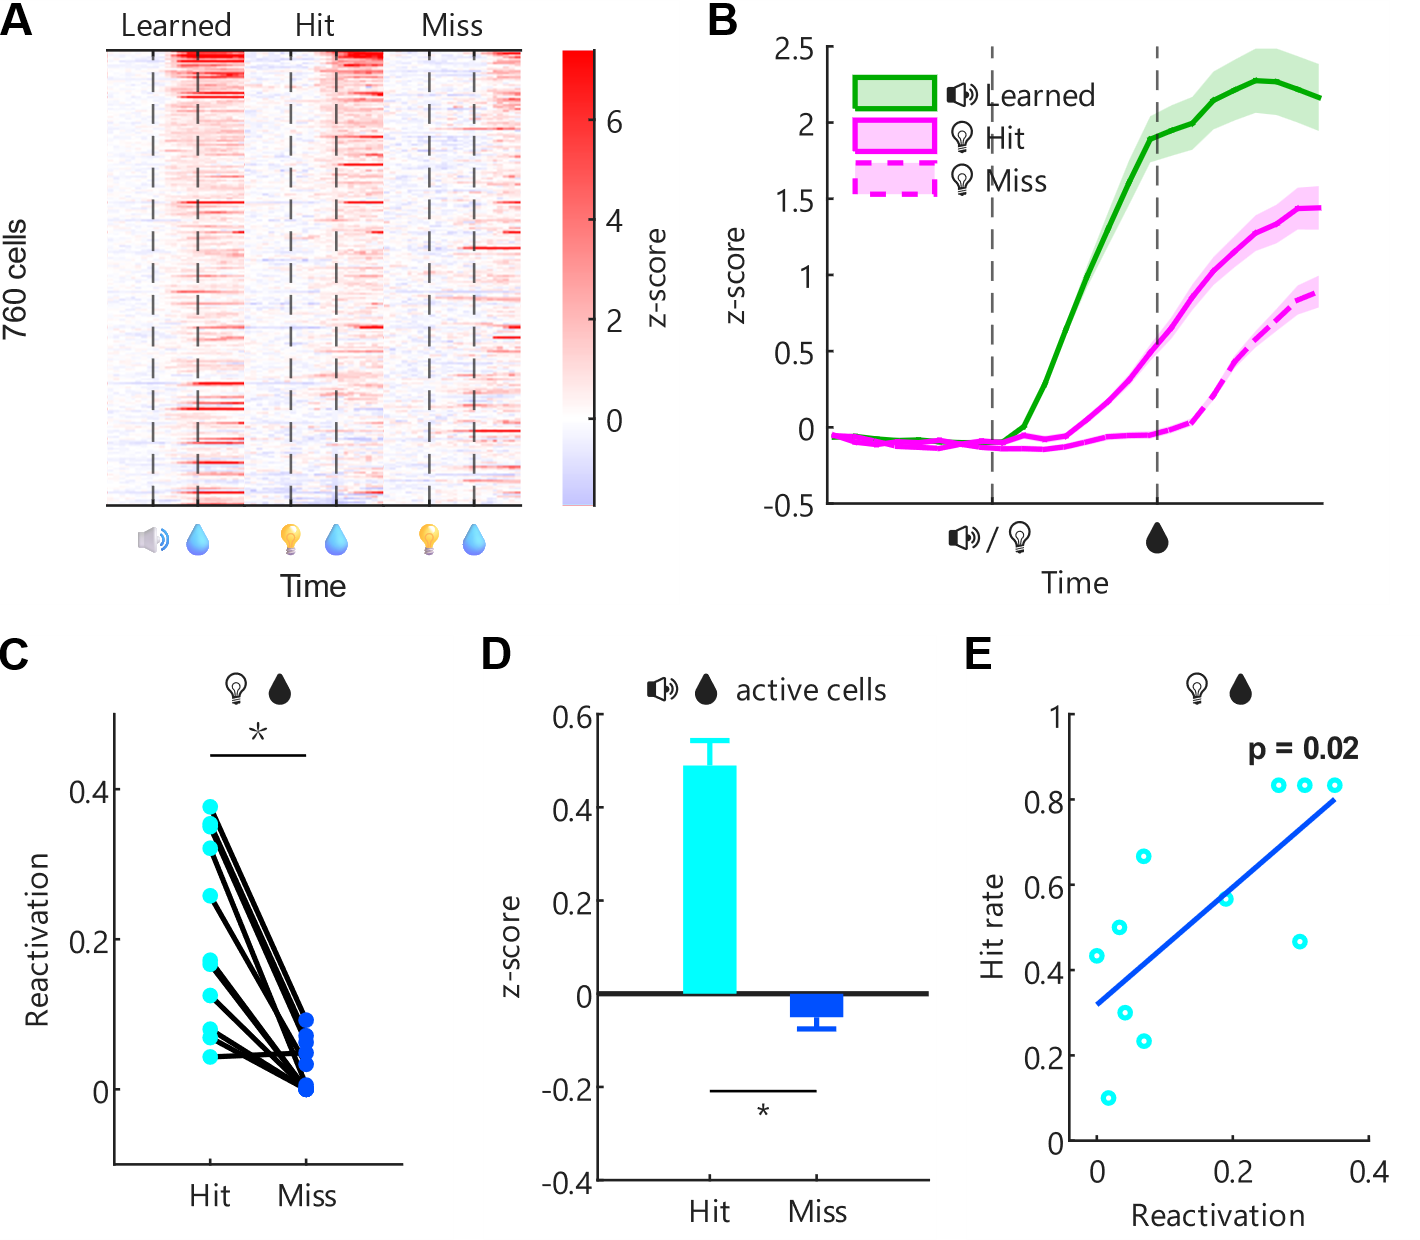 A
Learned Hit Miss
760 cells
6
4
2
0
z-score
Time
B
2.5
2
1.5
1
0.5
0
-0.5
z-score
Learned
Hit
Miss
/
Time
C
*
0.4
0.2
0
Reactivation
Hit Miss
D
active cells
0.6
0.4
0.2
0
-0.2
-0.4
z-score
*
Hit Miss
E
p = 0.02
1
0.8
0.6
0.4
0.2
0
Hit rate
0 0.2 0.4
Reactivation